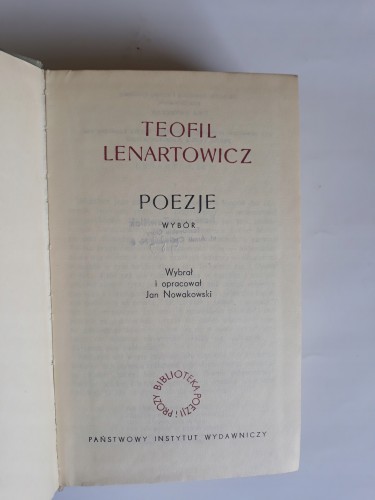 TEOFIL
LENARTOWICZ
POEZJE
WYBÓR
Wybrał
i opracował
Jan Nowakowski
BIBLIOTEKA
POEZJI i PROZY
PAŃSTWOWY INSTYTUT WYDAWNICZY